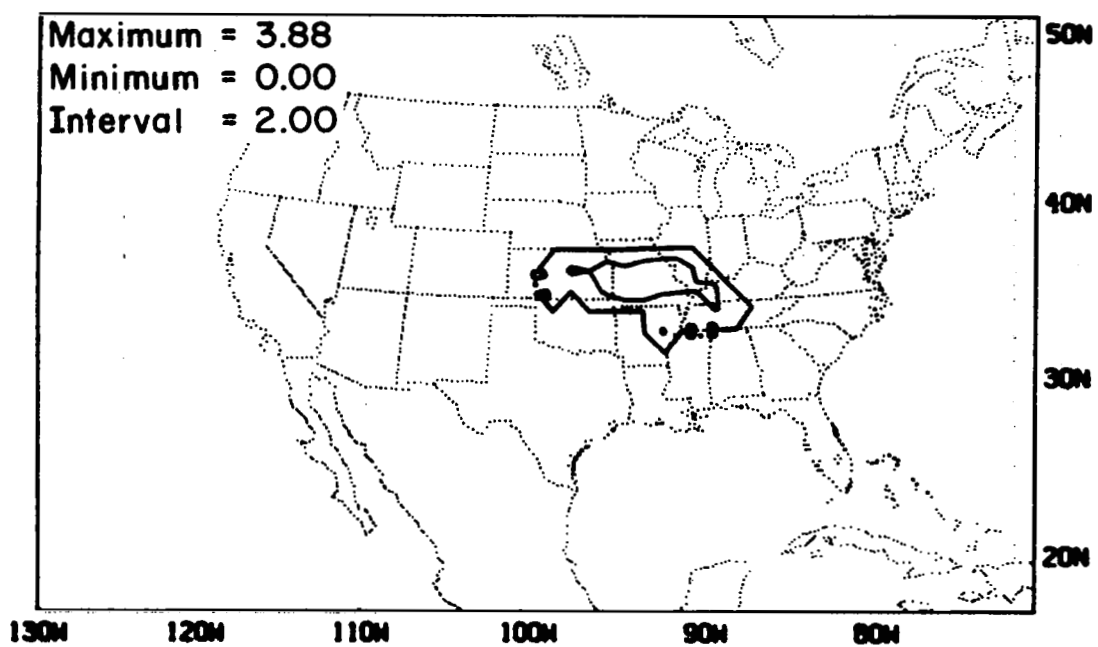 Maximum = 3.88
Minimum = 0.00
Interval = 2.00
50N
40N
30N
20N
130W 120W 110W 100W 90W 80W